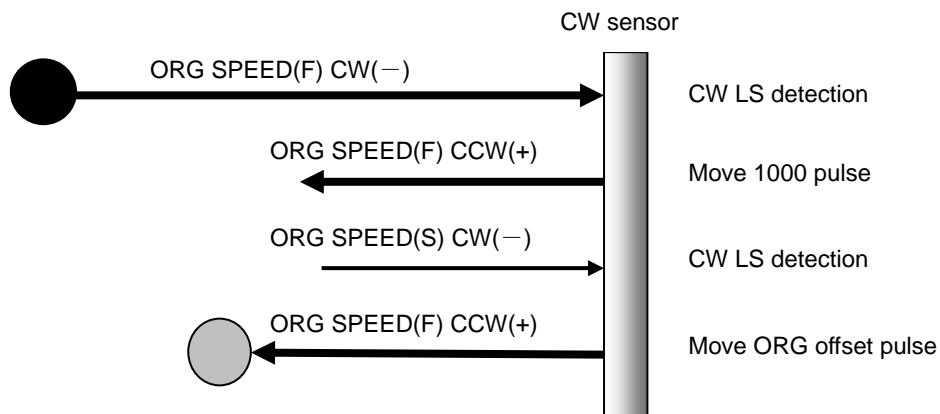 CW sensor
ORG SPEED(F) CW(－)
CW LS detection
ORG SPEED(F) CCW(+)
Move 1000 pulse
ORG SPEED(S) CW(－)
CW LS detection
ORG SPEED(F) CCW(+)
Move ORG offset pulse